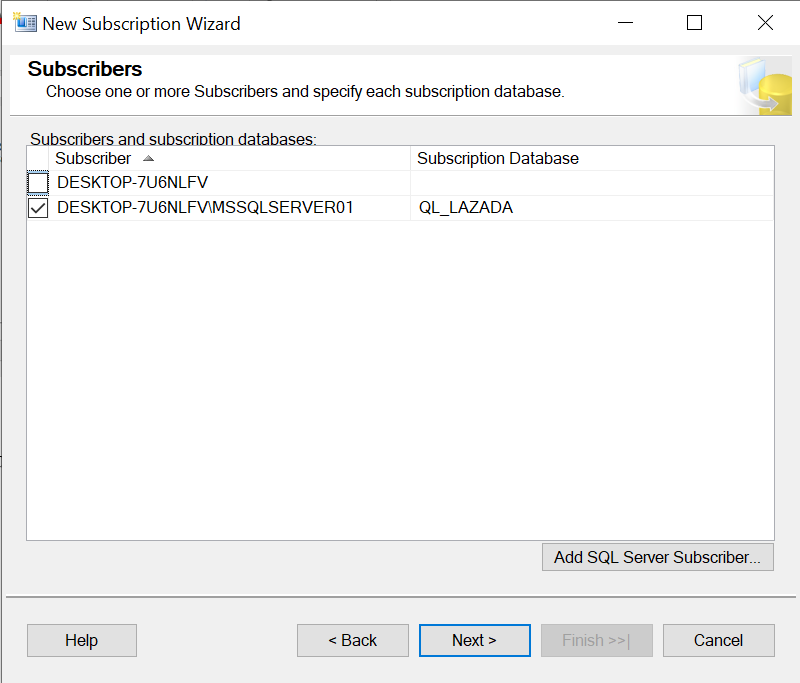 New Subscription Wizard
Subscribers
Choose one or more Subscribers and specify each subscription database.
Subscribers and subscription databases:
Subscriber Subscription Database
DESKTOP-7U6NLFV
DESKTOP-7U6NLFV\MSSQLSERVER01 QL_LAZADA
Add SQL Server Subscriber...
Help < Back Next > Finish >>| Cancel